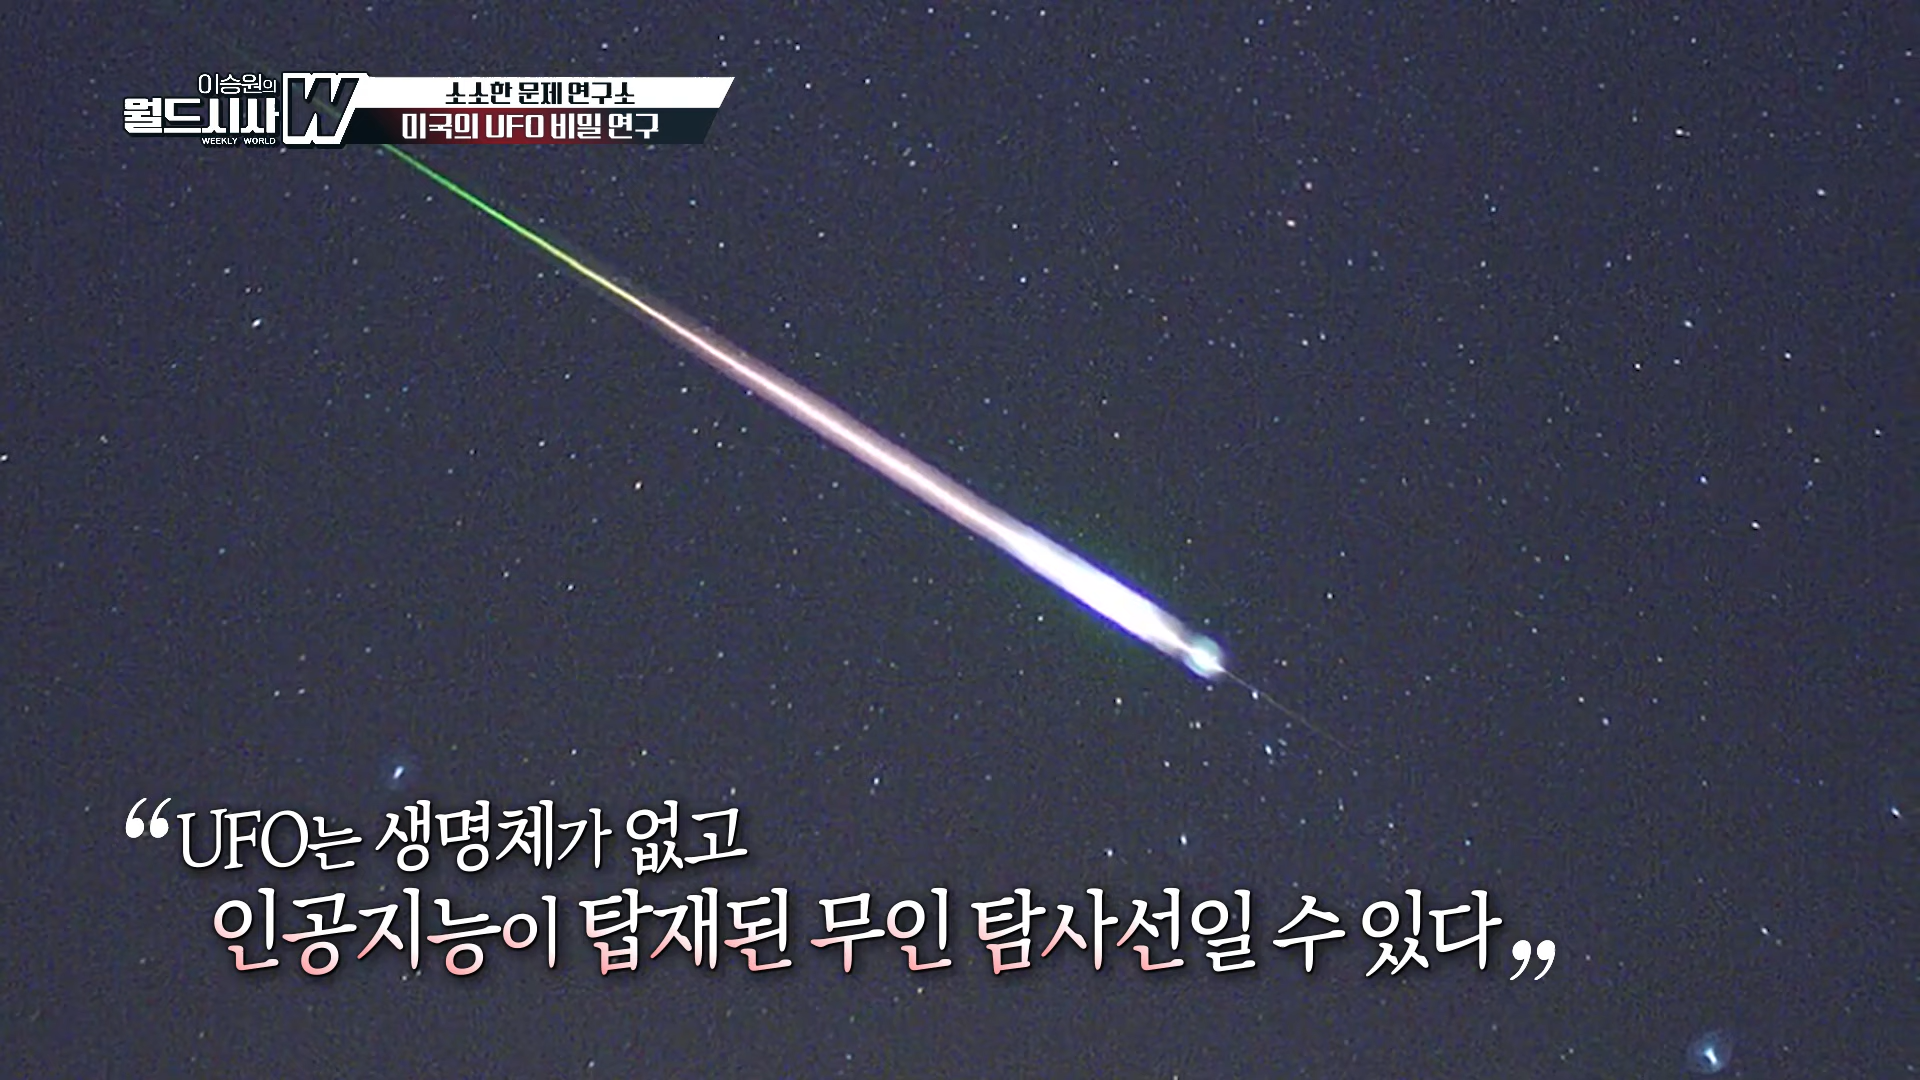 이승원의
월드시사 W
WEEKLY WORLD
소소한 문제 연구소
미국의 UFO 비밀 연구
“UFO는 생명체가 없고
인공지능이 탑재된 무인 탐사선일 수 있다”